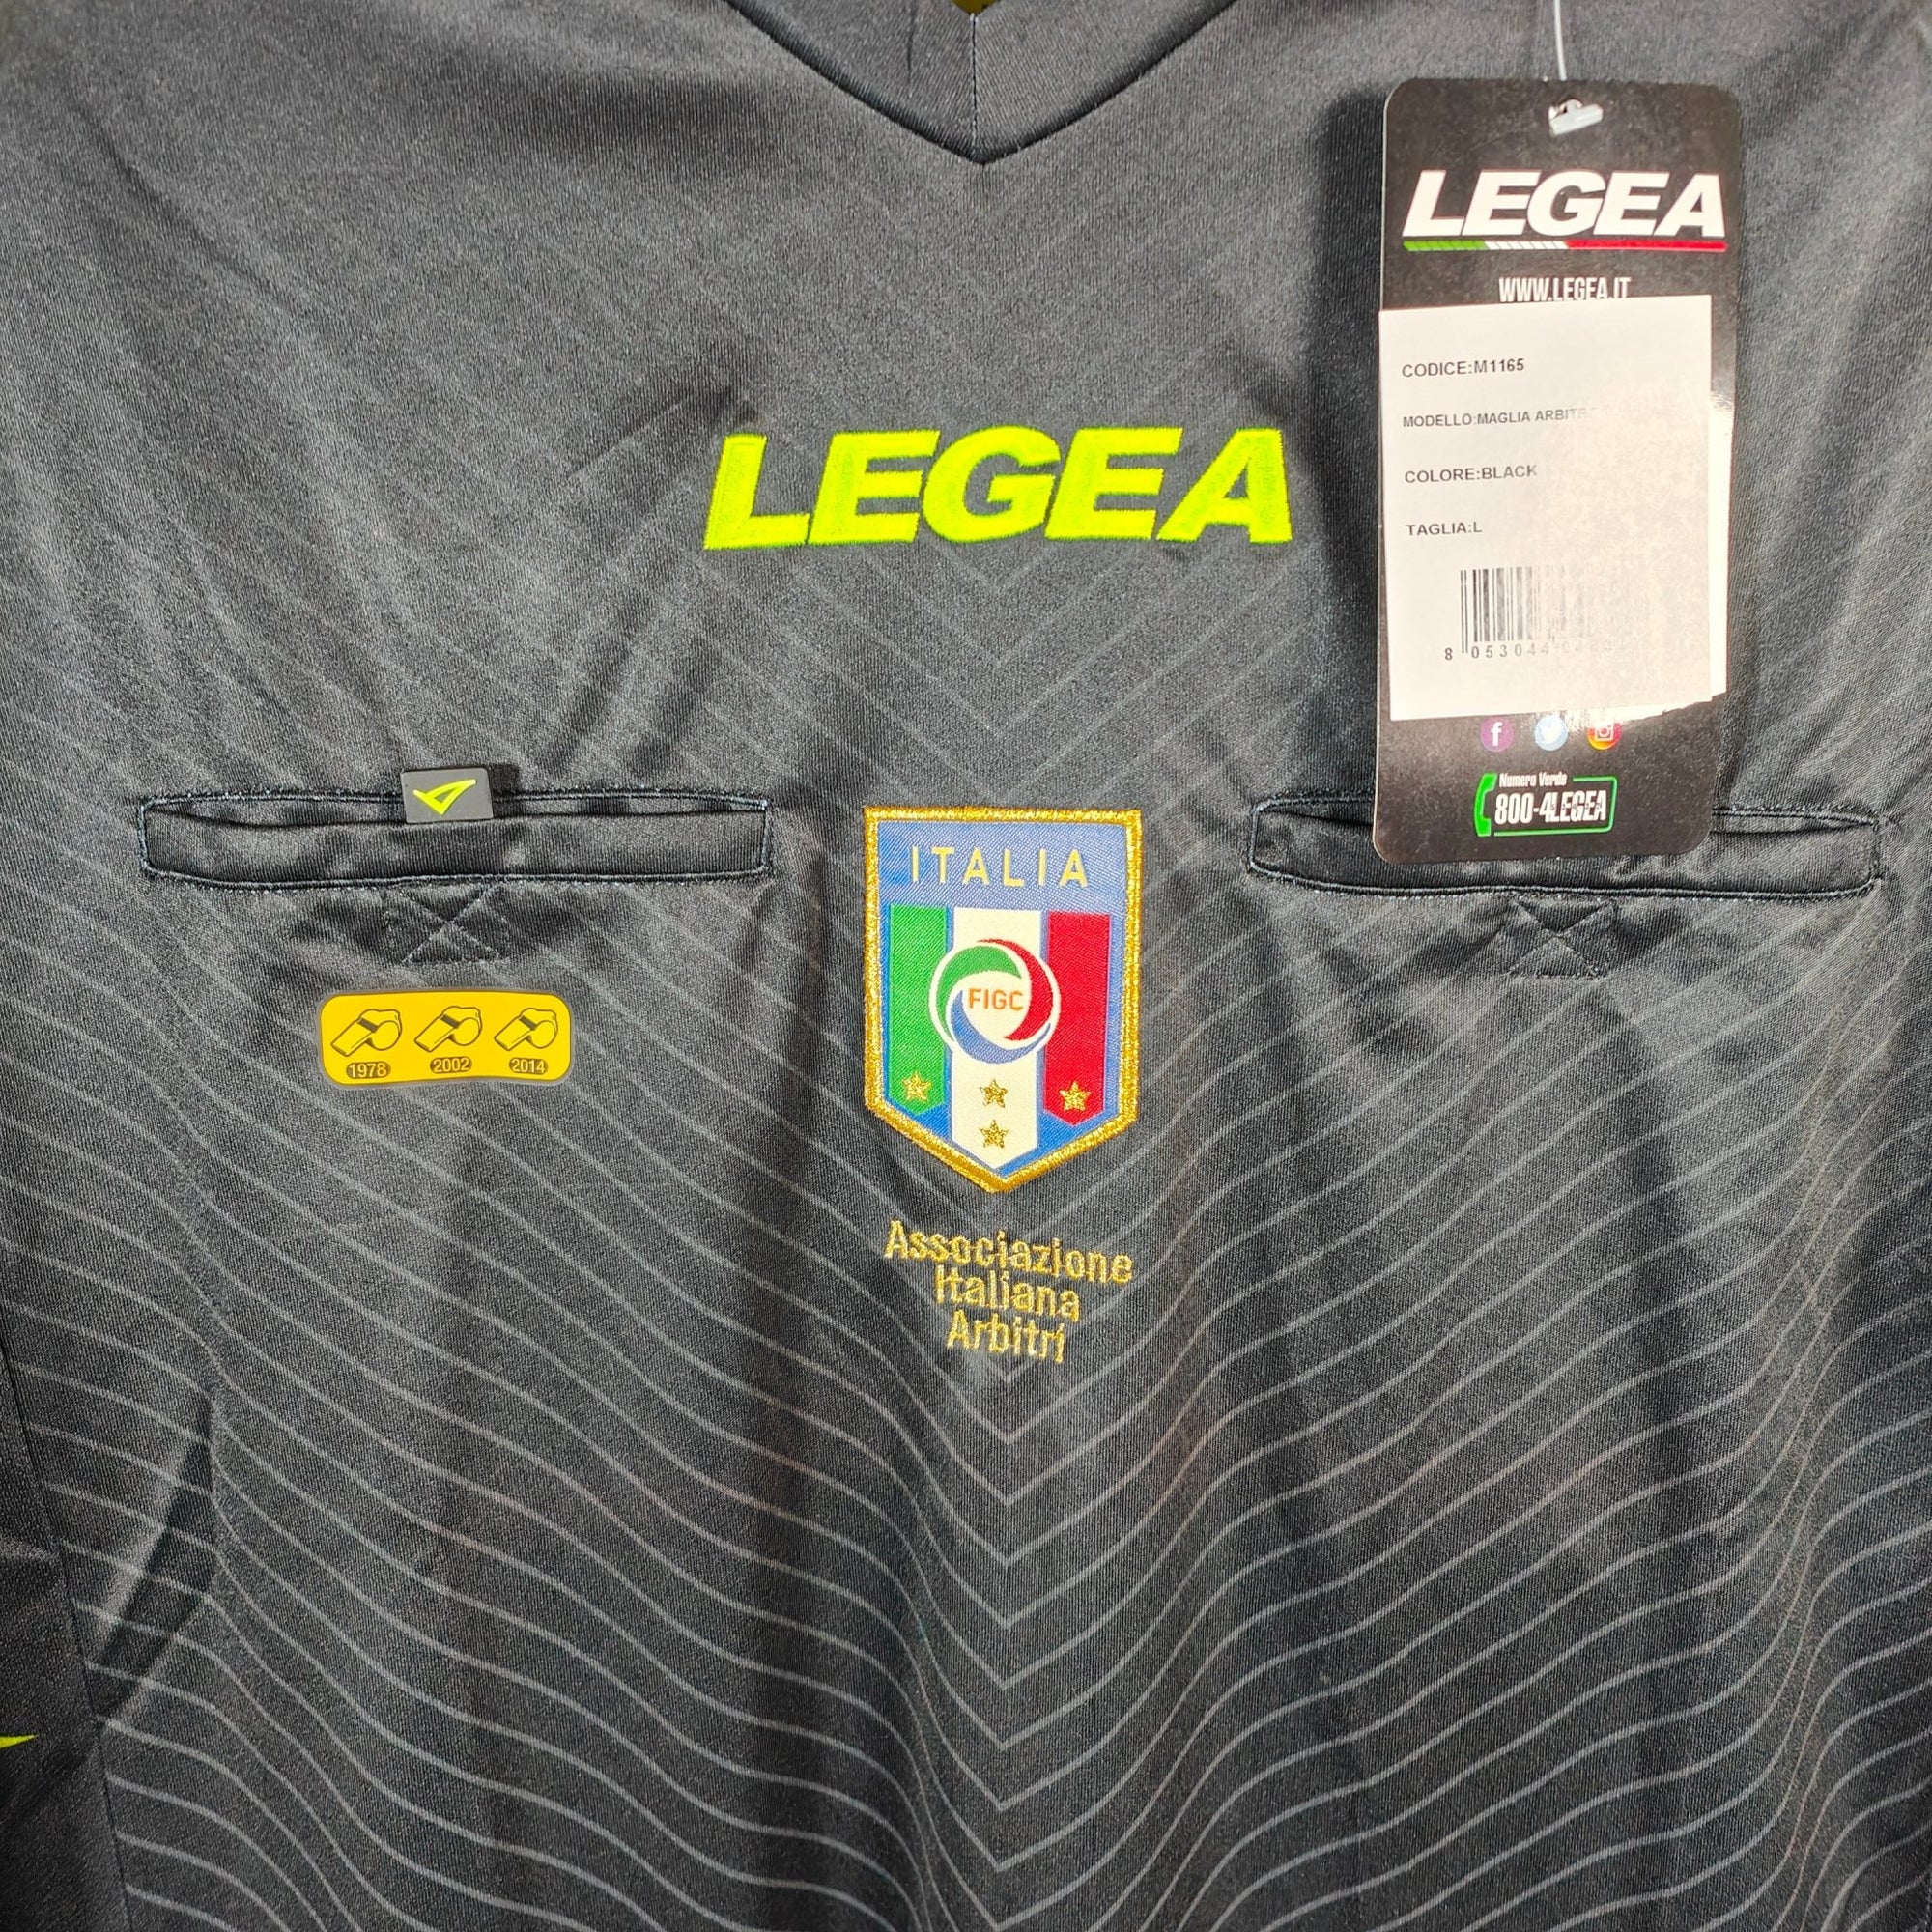 LEGEA
WWW.LEGEA.IT
CODICE:M1165
MODELLO:MAGLIA
COLORE:BLACK
TAGLIA:L
Numero Verde
800-4LEGEA
LEGEA
ITALIA
FIGC
1978 2002 2014
Associazione
Italiana
Arbitri